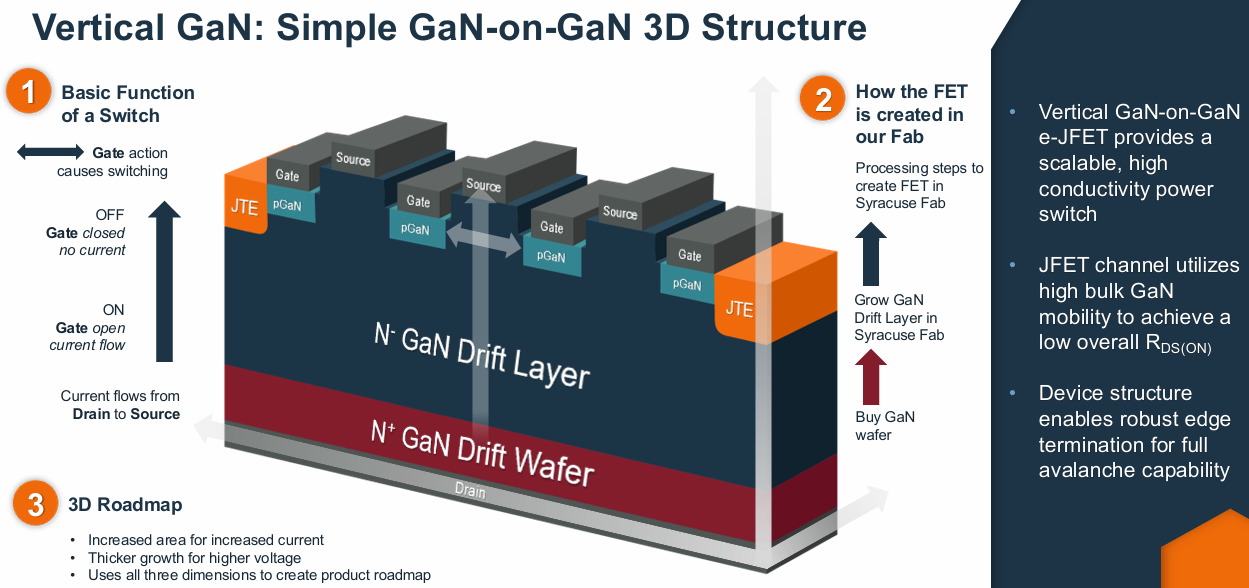 Vertical GaN: Simple GaN-on-GaN 3D Structure
1
Basic Function
of a Switch
Gate action
causes switching
OFF
Gate closed
no current
ON
Gate open
current flow
Current flows from
Drain to Source
JTE
Gate
pGaN
Source
Gate
pGaN
Source
Gate
pGaN
Source
Gate
pGaN
JTE
N- GaN Drift Layer
N+ GaN Drift Wafer
Drain
2
How the FET
is created in
our Fab
Processing steps to
create FET in
Syracuse Fab
Grow GaN
Drift Layer in
Syracuse Fab
Buy GaN
wafer
3
3D Roadmap
• Increased area for increased current
• Thicker growth for higher voltage
• Uses all three dimensions to create product roadmap
• Vertical GaN-on-GaN
e-JFET provides a
scalable, high
conductivity power
switch
• JFET channel utilizes
high bulk GaN
mobility to achieve a
low overall RDS(ON)
• Device structure
enables robust edge
termination for full
avalanche capability